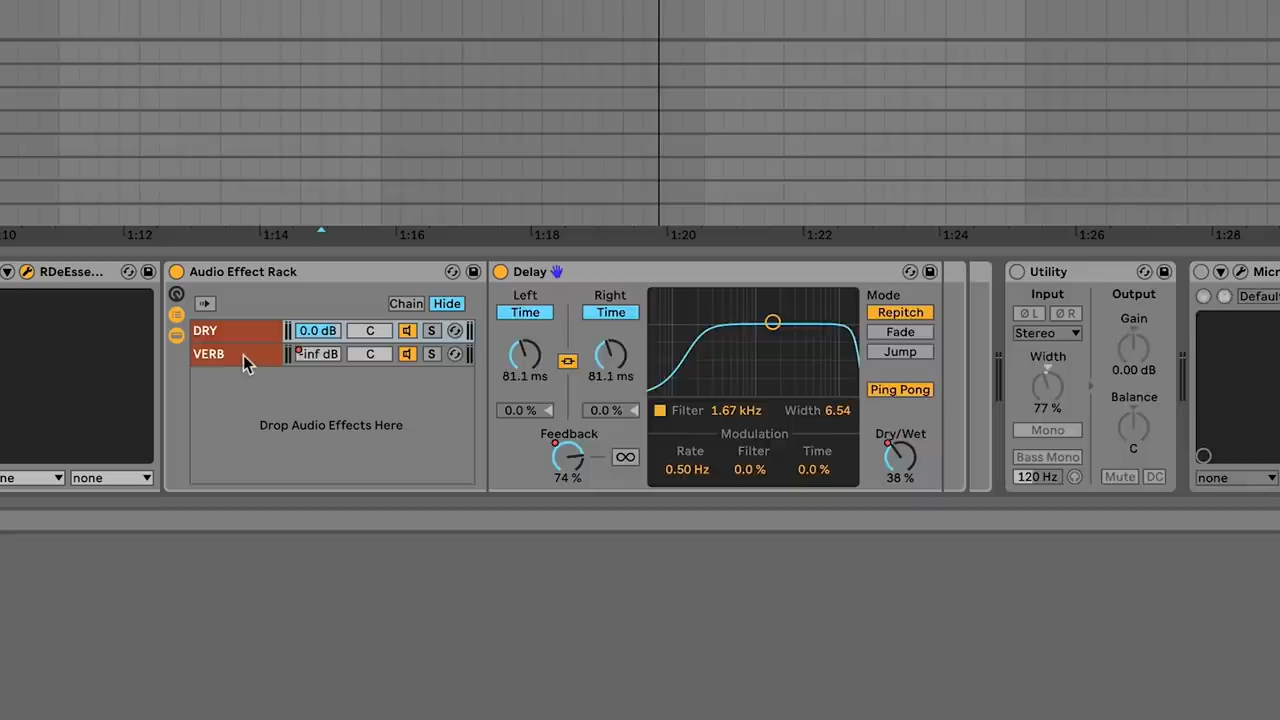 :10 1:12 1:14 1:16 1:18 1:20 1:22 1:24 1:26 1:28
RDeEsse... Audio Effect Rack Delay Utility Micr
Left Right Mode Input Output
Chain Hide Time Time Repitch Ø L Ø R Gain Defaul
DRY 0.0 dB C S Fade Stereo
VERB -inf dB C S Jump Width
81.1 ms 81.1 ms 0.00 dB
Ping Pong Balance
0.0 % 0.0 % Filter 1.67 kHz Width 6.54 77 %
Drop Audio Effects Here Feedback Modulation Dry/Wet Mono
Rate Filter Time C
∞ Bass Mono
0.50 Hz 0.0 % 0.0 %
ne none 74 % 38 % 120 Hz Mute DC none